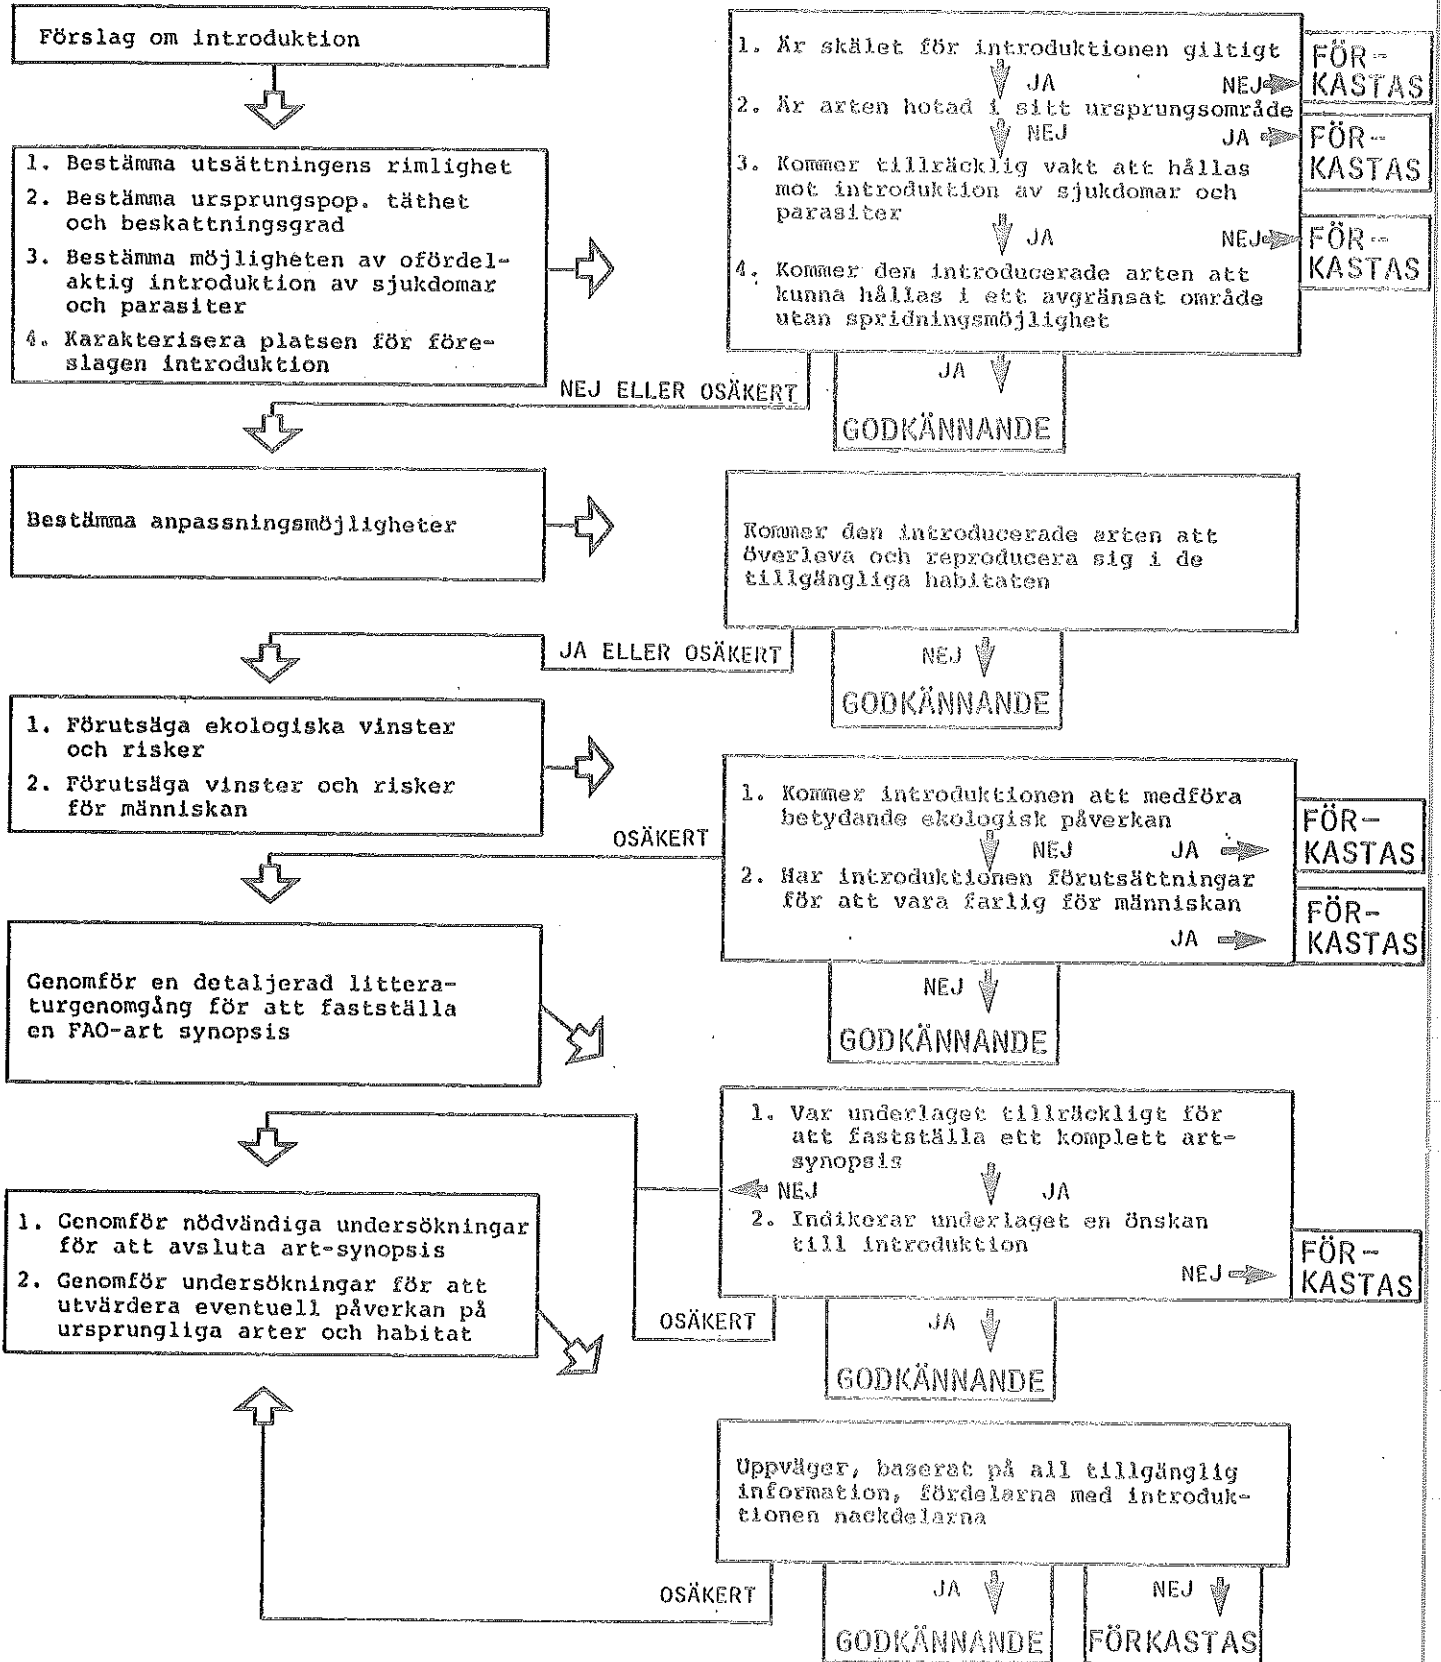 Förslag om introduktion
1. Är skälet för introduktionen giltigt
JA
NEJ
FÖR-
KASTAS
2. Är arten hotad i sitt ursprungsområde
NEJ
JA
FÖR-
KASTAS
3. Kommer tillräcklig vakt att hållas
mot introduktion av sjukdomar och
parasiter
JA
NEJ
FÖR-
KASTAS
4. Kommer den introducerade arten att
kunna hållas i ett avgränsat område
utan spridningsmöjlighet
1. Bestämma utsättningens rimlighet
2. Bestämma ursprungspop. täthet
och beskattningsgrad
3. Bestämma möjligheten av ofördel-
aktig introduktion av sjukdomar
och parasiter
4. Karakterisera platsen för före-
slagen introduktion
NEJ ELLER OSÄKERT
JA
GODKÄNNANDE
Bestämma anpassningsmöjligheter
Kommer den introducerade arten att
överleva och reproducera sig i de
tillgängliga habitaten
JA ELLER OSÄKERT
NEJ
GODKÄNNANDE
1. Förutsäga ekologiska vinster
och risker
2. Förutsäga vinster och risker
för människan
OSÄKERT
1. Kommer introduktionen att medföra
betydande ekologisk påverkan
NEJ
JA
FÖR-
KASTAS
2. Har introduktionen förutsättningar
för att vara farlig för människan
JA
FÖR-
KASTAS
NEJ
GODKÄNNANDE
Genomför en detaljerad littera-
turgenomgång för att fastställa
en FAO-art synopsis
1. Var underlaget tillräckligt för
att fastställa ett komplett art-
synopsis
NEJ
JA
2. Indikerar underlaget en önskan
till introduktion
NEJ
FÖR-
KASTAS
1. Genomför nödvändiga undersökningar
för att avsluta art-synopsis
2. Genomför undersökningar för att
utvärdera eventuell påverkan på
ursprungliga arter och habitat
OSÄKERT
JA
GODKÄNNANDE
Uppväger, baserat på all tillgänglig
information, fördelarna med introduk-
tionen nackdelarna
OSÄKERT
JA
NEJ
GODKÄNNANDE
FÖRKASTAS